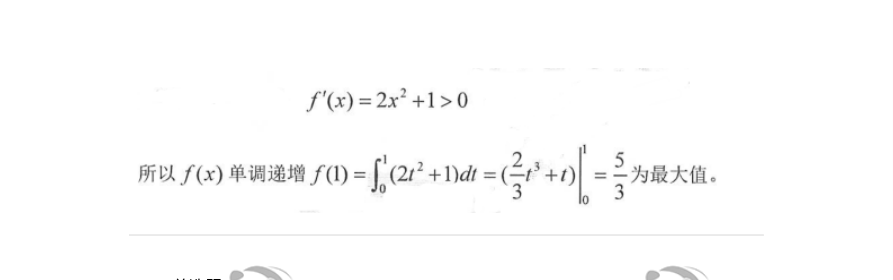 f'(x) = 2x² + 1 > 0
所以 f(x) 单调递增 f(1) = ∫₀¹(2t² + 1)dt = (2/3 t³ + t)|₀¹ = 5/3 为最大值。